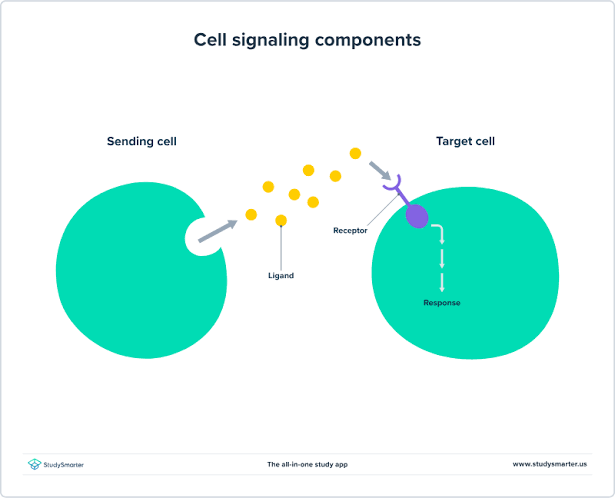 Cell signaling components
Sending cell
Target cell
Receptor
Ligand
Response
StudySmarter
The all-in-one study app
www.studysmarter.us